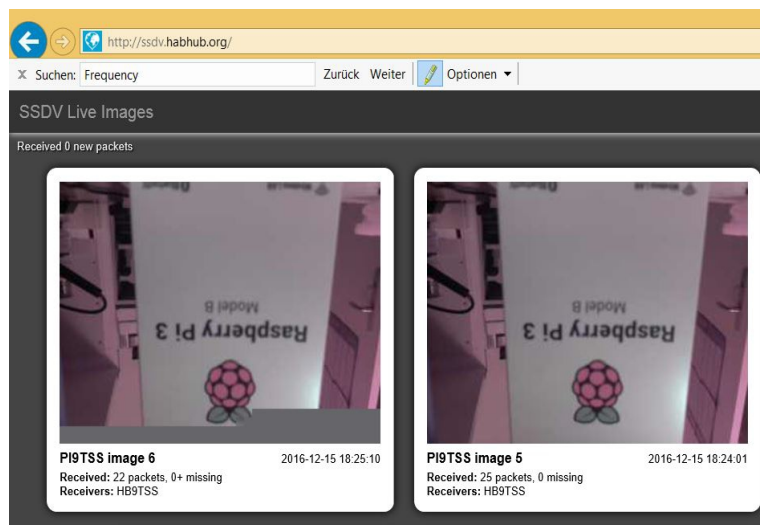 http://ssdv.habhub.org/
x Suchen: Frequency Zurück Weiter Optionen
SSDV Live Images
Received 0 new packets
Raspberry Pi 3
Model B
PI9TSS image 6 2016-12-15 18:25:10
Received: 22 packets, 0+ missing
Receivers: HB9TSS
Raspberry Pi 3
Model B
PI9TSS image 5 2016-12-15 18:24:01
Received: 25 packets, 0 missing
Receivers: HB9TSS